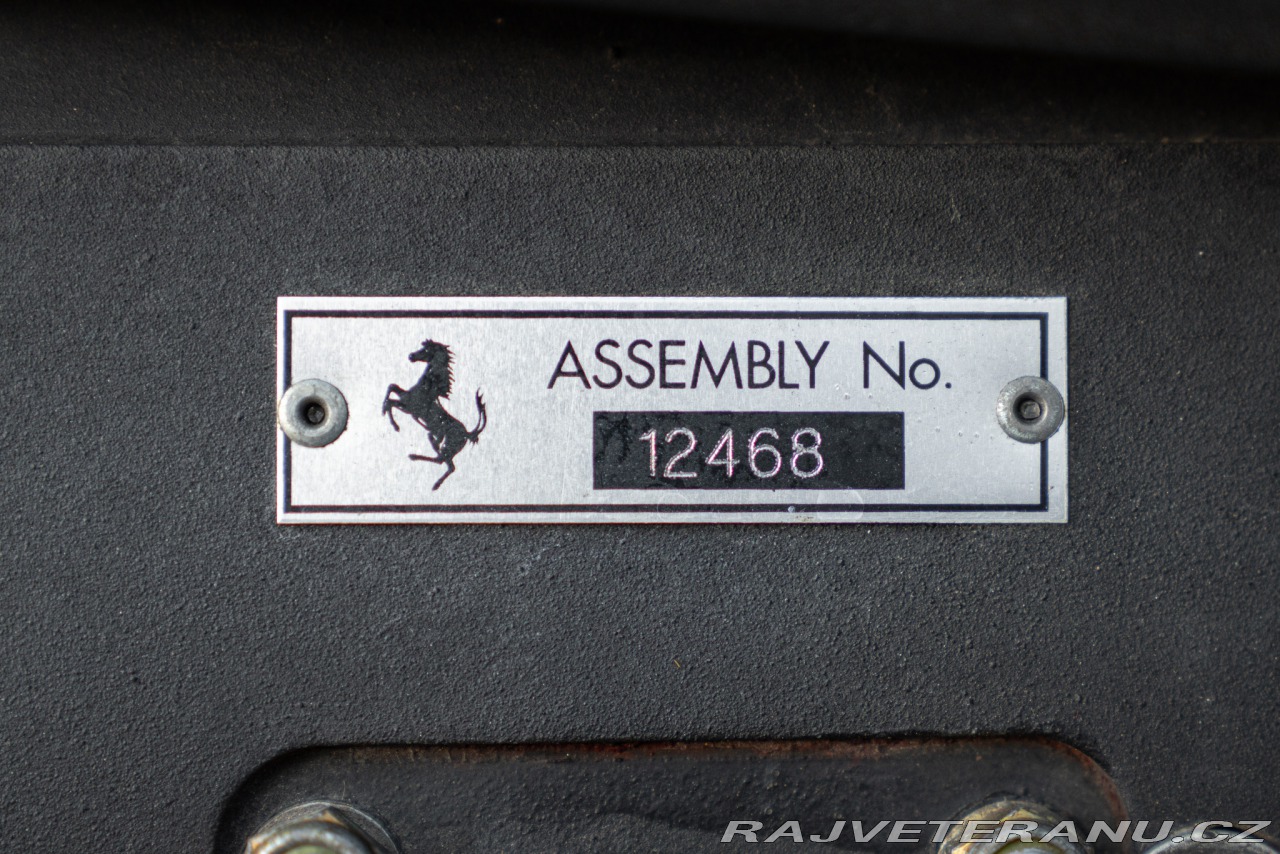 ASSEMBLY No.
12468
RAJVETERANU.CZ